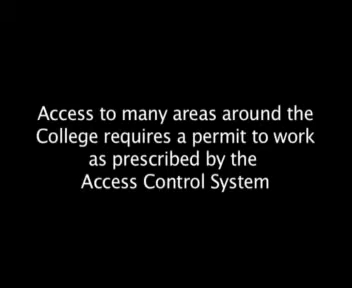 Access to many areas around the
College requires a permit to work
as prescribed by the
Access Control System